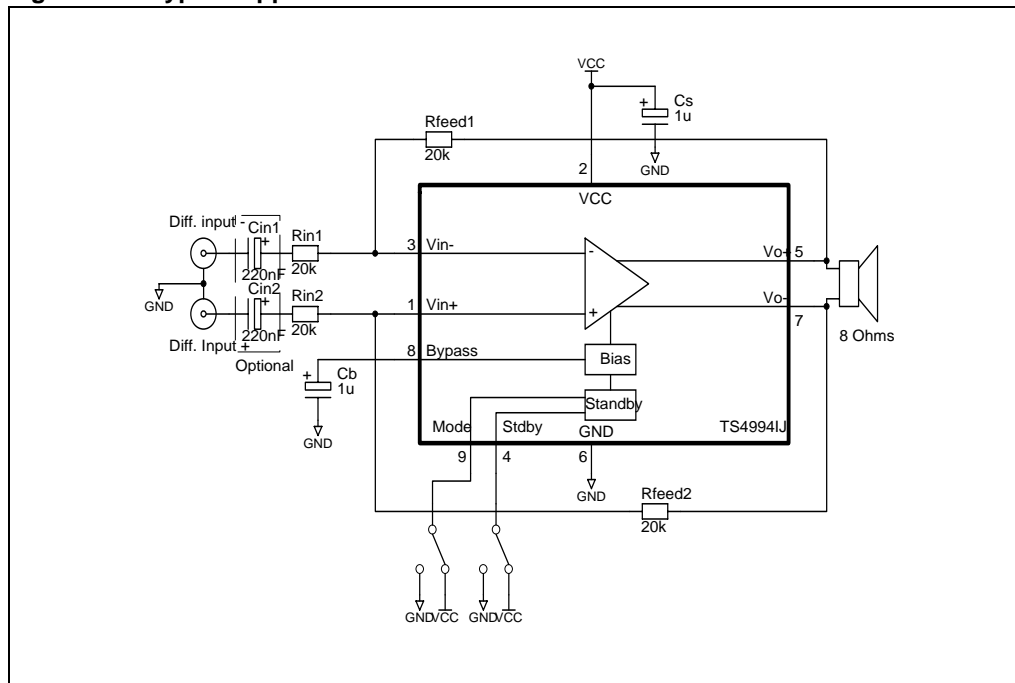 VCC
+ Cs
1u
GND
Rfeed1
20k
2
VCC
Diff. input -
Cin1
+
220nF
Rin1
20k
3 Vin-
-
Vo+ 5
GND
Cin2
+
220nF
Rin2
20k
1 Vin+
+
Vo-
7
8 Ohms
Diff. Input +
Optional
8 Bypass
Bias
+ Cb
1u
GND
Standby
Mode
Stdby
GND
TS4994IJ
9
4
6
GND
Rfeed2
20k
GND
VCC
GND
VCC